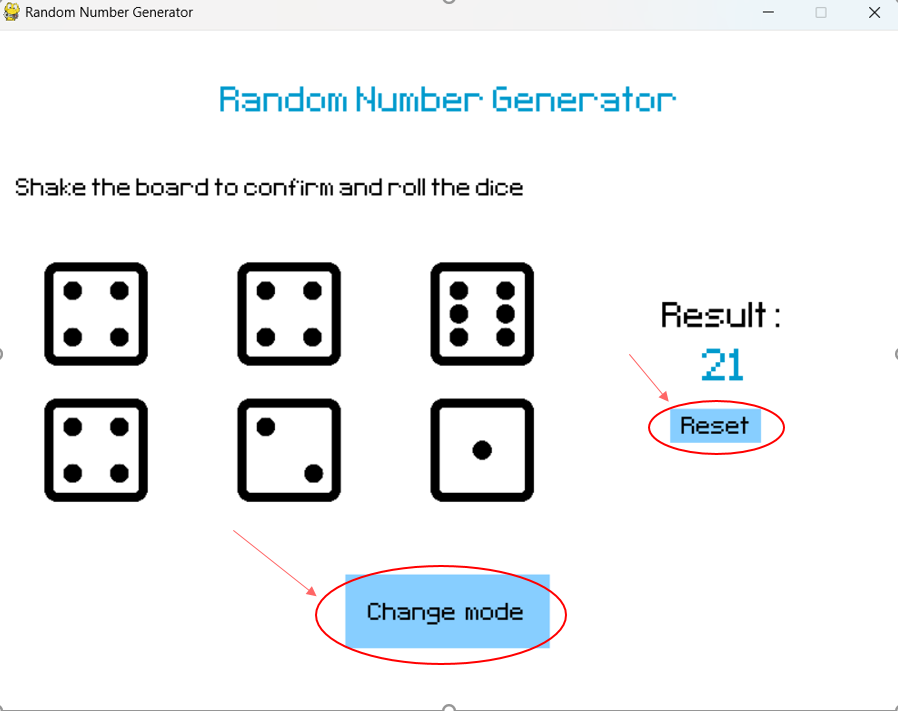 Random Number Generator
Random Number Generator
Shake the board to confirm and roll the dice
Result :
21
Reset
Change mode